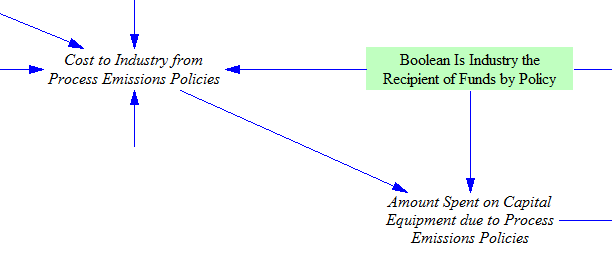 Cost to Industry from
Process Emissions Policies
Boolean Is Industry the
Recipient of Funds by Policy
Amount Spent on Capital
Equipment due to Process
Emissions Policies